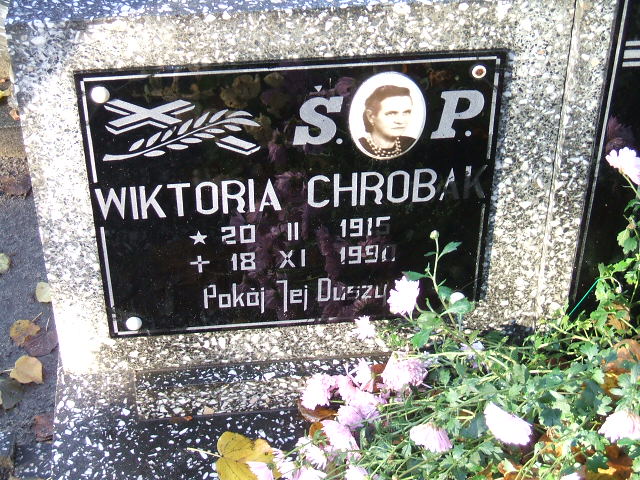 Ś. P.
WIKTORIA CHROBAK
★ 20 II 1915
+ 18 XI 1990
Pokój Jej Duszy